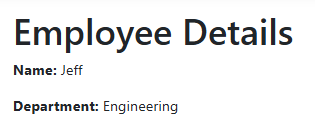 Employee Details
Name: Jeff
Department: Engineering